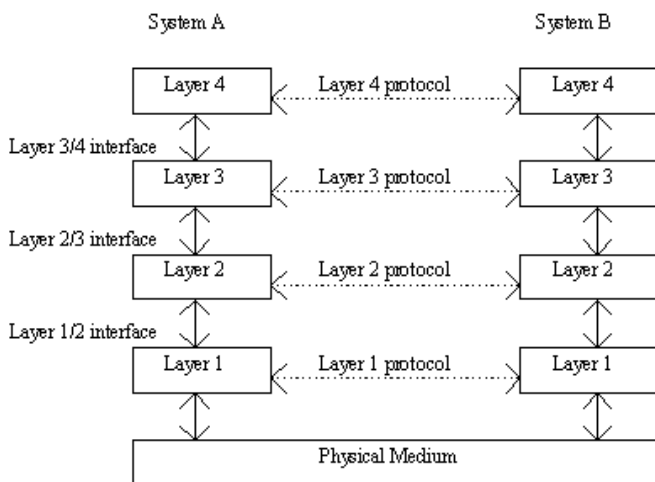 System A
System B
Layer 4
Layer 4 protocol
Layer 4
Layer 3/4 interface
Layer 3
Layer 3 protocol
Layer 3
Layer 2/3 interface
Layer 2
Layer 2 protocol
Layer 2
Layer 1/2 interface
Layer 1
Layer 1 protocol
Layer 1
Physical Medium